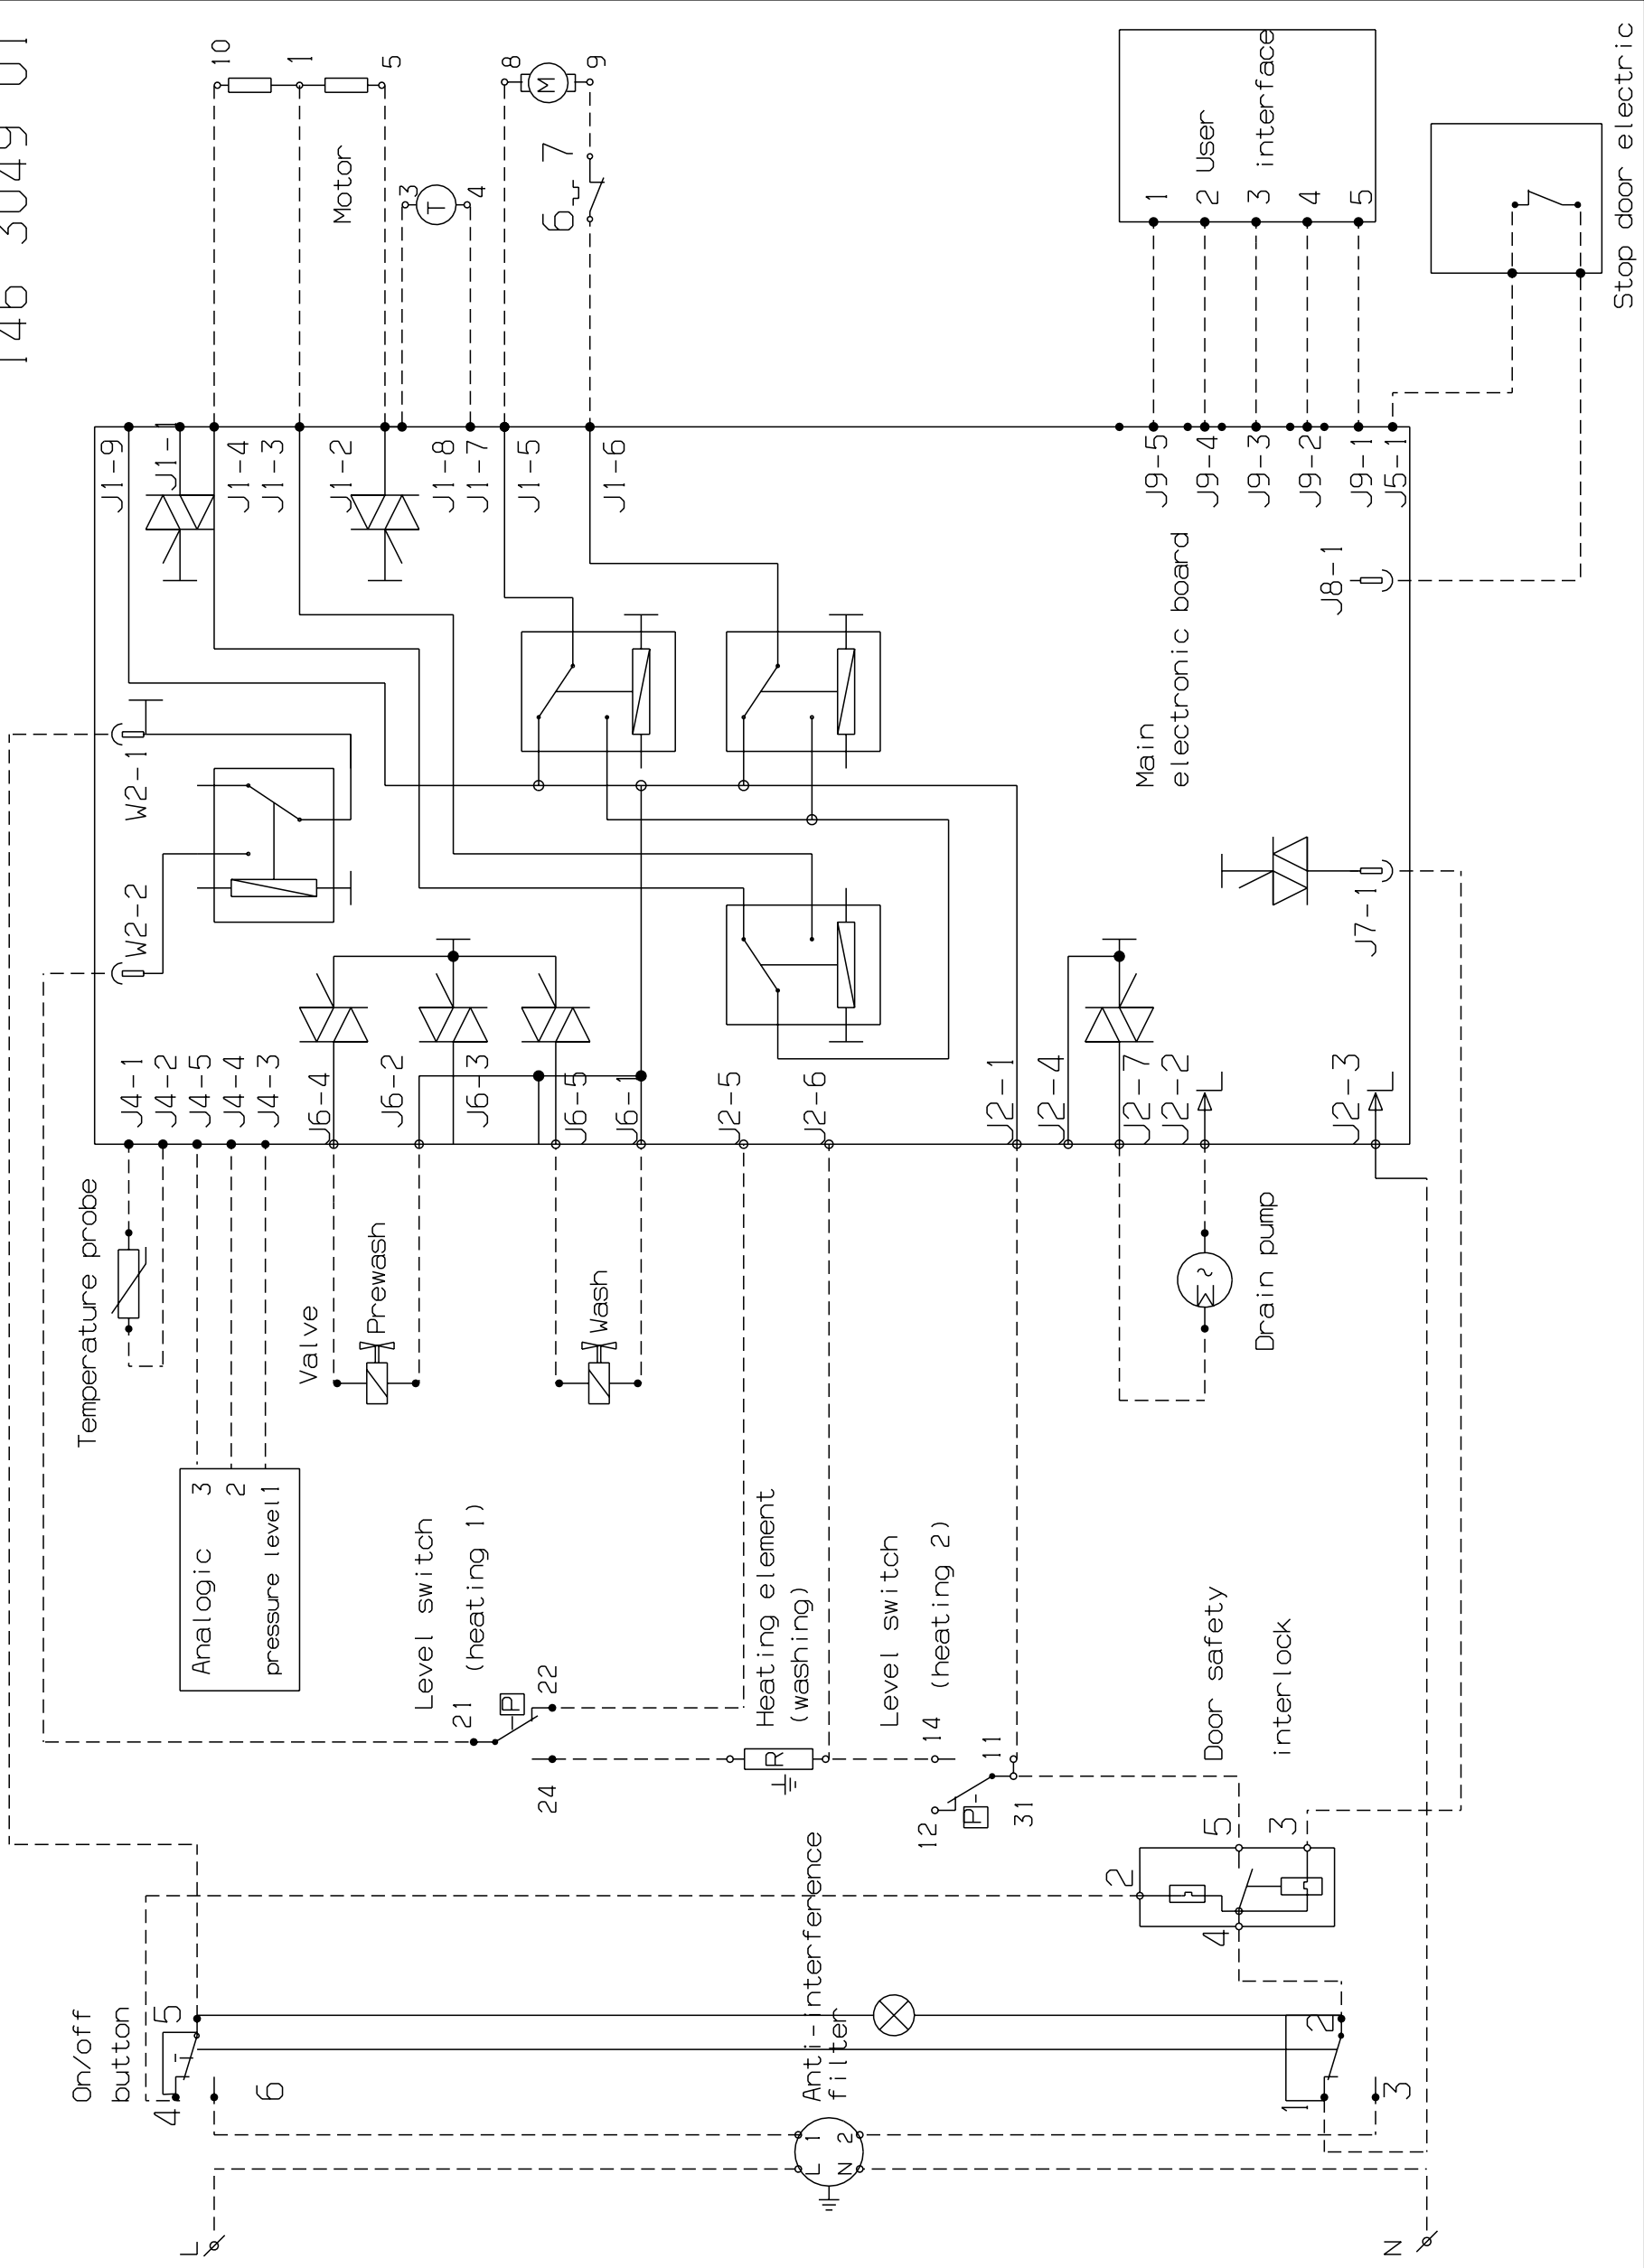 146 3049 01
10
1
5
Motor
3
T
4
8
M
9
6
7
1
2
3
4
5
User
interface
Stop door electric
J1-9
J1-1
J1-4
J1-3
J1-2
J1-8
J1-7
J1-5
J1-6
J9-5
J9-4
J9-3
J9-2
J9-1
J5-1
J8-1
Main
electronic board
J7-1
W2-1
W2-2
J4-1
J4-2
J4-5
J4-4
J4-3
J6-4
J6-2
J6-3
J6-5
J6-1
J2-5
J2-6
J2-1
J2-4
J2-7
J2-2
J2-3
L
L
Temperature probe
Valve
Prewash
Wash
M
~
Drain pump
Analogic
pressure level
3
2
1
Level switch
(heating 1)
21
P
22
24
Heating element
(washing)
R
Level switch
(heating 2)
14
11
12
P
31
Door safety
interlock
2
5
3
4
On/off
button
5
4
6
Anti-interference
filter
L
1
N
2
2
1
3
L
N